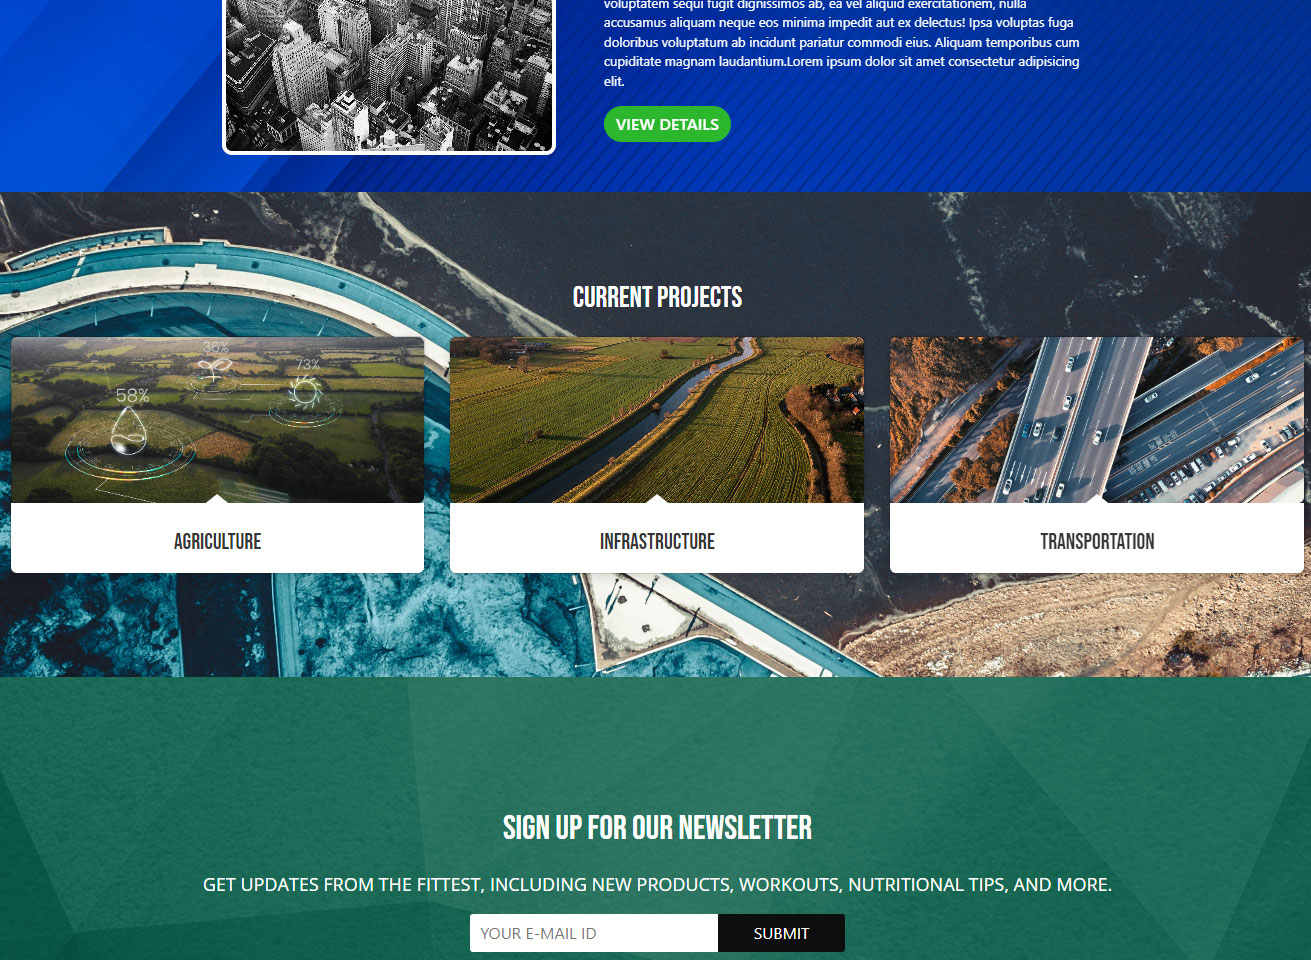 voluptatem sequi fugit dignissimos ab, ea vel aliquid exercitationem, nulla
accusamus aliquam neque eos minima impedit aut ex delectus! Ipsa voluptas fuga
doloribus voluptatum ab incidunt pariatur commodi eius. Aliquam temporibus cum
cupiditate magnam laudantium.Lorem ipsum dolor sit amet consectetur adipisicing
elit.
VIEW DETAILS
CURRENT PROJECTS
36%
73%
58%
AGRICULTURE
INFRASTRUCTURE
TRANSPORTATION
SIGN UP FOR OUR NEWSLETTER
GET UPDATES FROM THE FITTEST, INCLUDING NEW PRODUCTS, WORKOUTS, NUTRITIONAL TIPS, AND MORE.
YOUR E-MAIL ID
SUBMIT